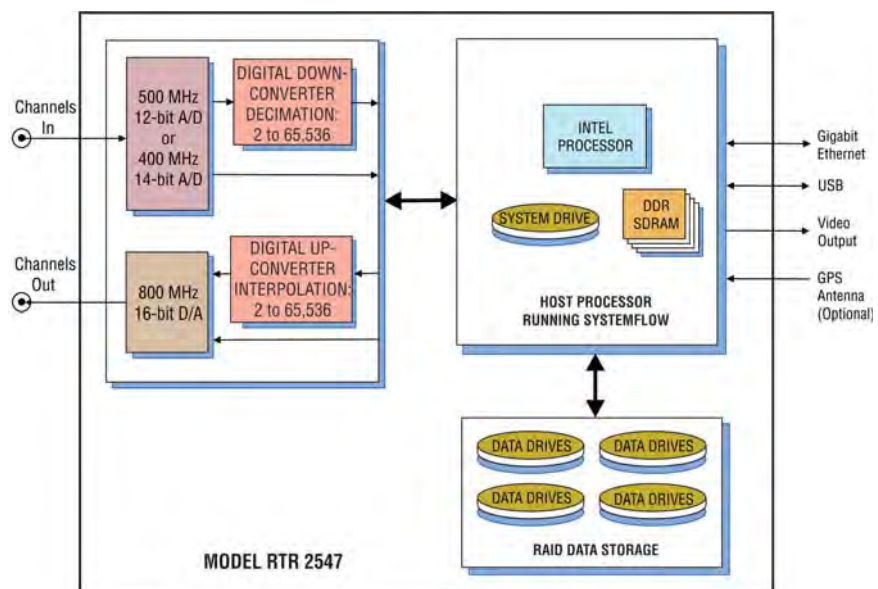 Channels
In
500 MHz
12-bit A/D
or
400 MHz
14-bit A/D
DIGITAL DOWN-
CONVERTER
DECIMATION:
2 to 65,536
Channels
Out
800 MHz
16-bit D/A
DIGITAL UP-
CONVERTER
INTERPOLATION:
2 to 65,536
INTEL
PROCESSOR
SYSTEM DRIVE
DDR
SDRAM
HOST PROCESSOR
RUNNING SYSTEMFLOW
Gigabit
Ethernet
USB
Video
Output
GPS
Antenna
(Optional)
DATA DRIVES
DATA DRIVES
DATA DRIVES
DATA DRIVES
RAID DATA STORAGE
MODEL RTR 2547